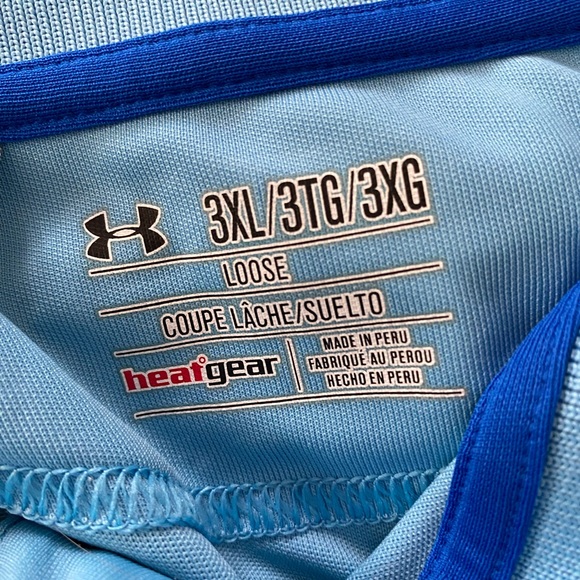 3XL/3TG/3XG
LOOSE
COUPE LÂCHE/SUELTO
heatgear
MADE IN PERU
FABRIQUÉ AU PEROU
HECHO EN PERU